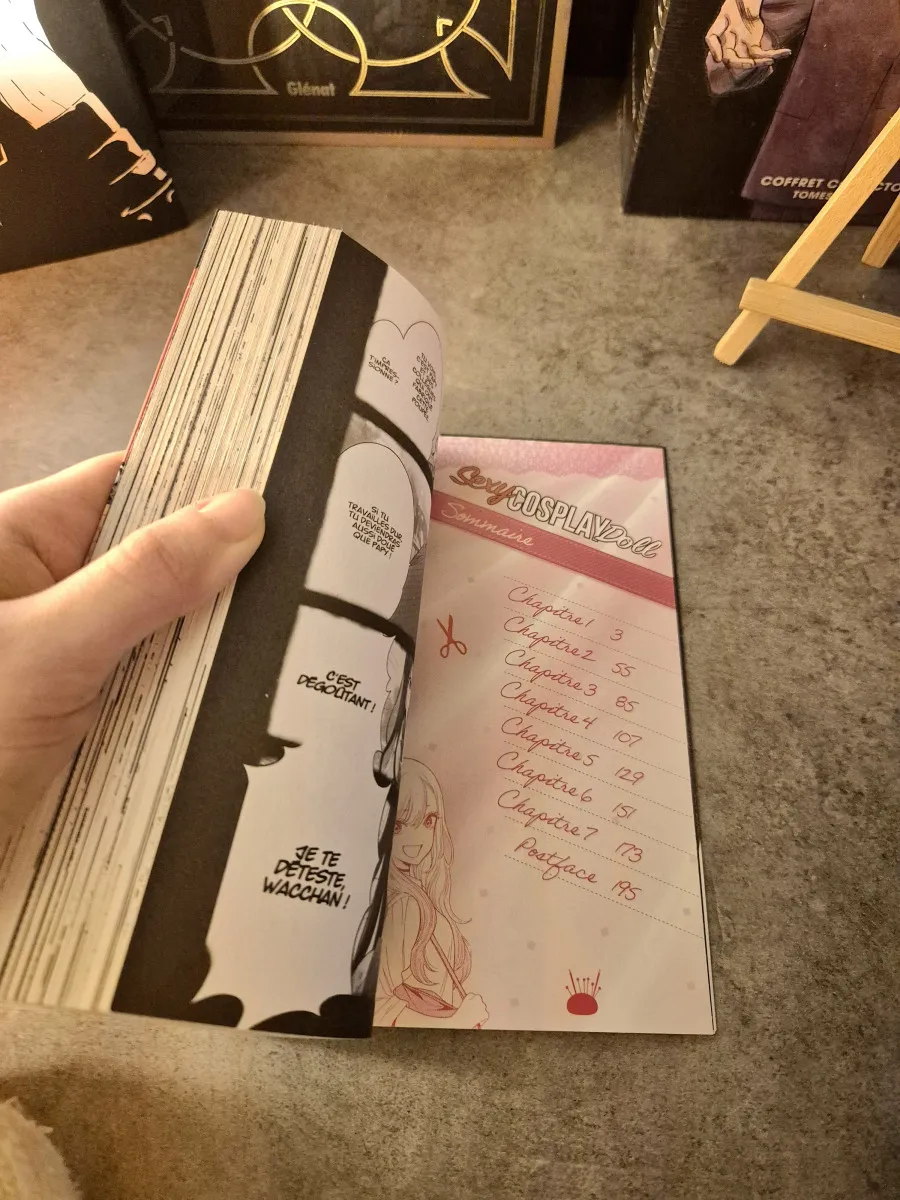 Glénat
COFFRET
TOMES
ÇA
T'IMPRES-
SIONNE ?
SI TU
TRAVAILLES DUR
TU DEVIENDRAS
AUSSI DOUÉ
QUE PAPY !
C'EST
DÉGOÛTANT !
JE TE
DÉTESTE,
WACCHAN !
Sexy COSPLAY Doll
Sommaire
Chapitre 1 3
Chapitre 2 55
Chapitre 3 85
Chapitre 4 107
Chapitre 5 129
Chapitre 6 151
Chapitre 7 173
Postface 195